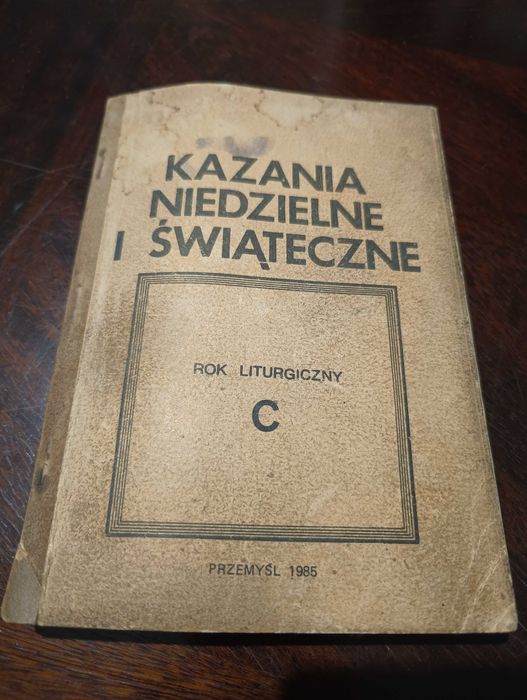 KAZANIA
NIEDZIELNE
I ŚWIĄTECZNE
ROK LITURGICZNY
C
PRZEMYŚL 1985